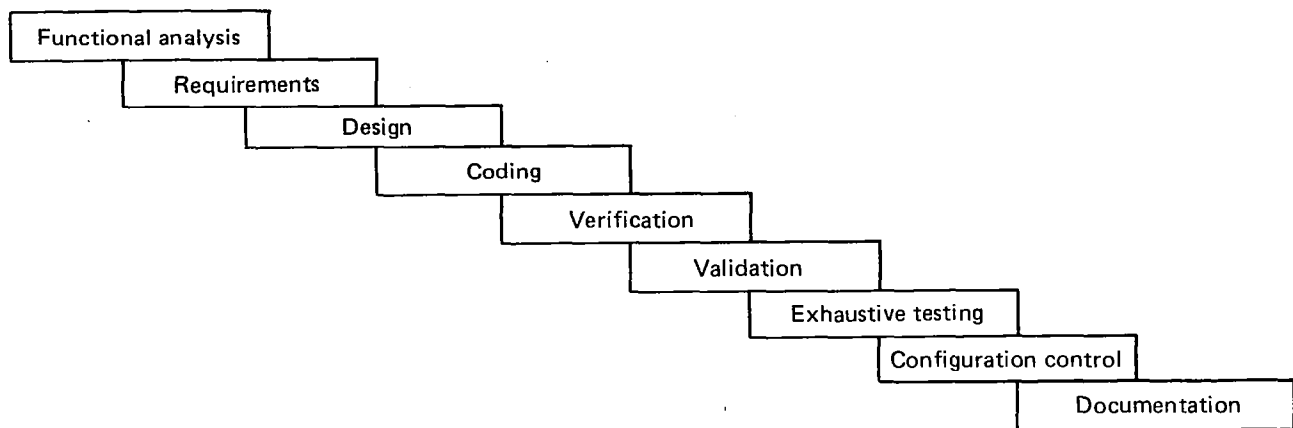 Functional analysis
Requirements
Design
Coding
Verification
Validation
Exhaustive testing
Configuration control
Documentation